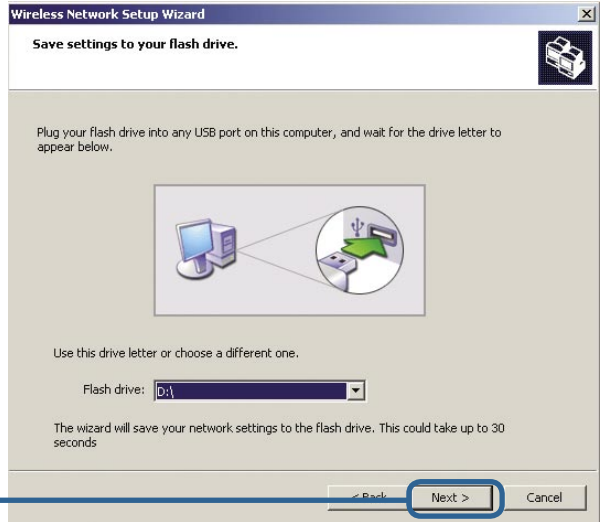 Wireless Network Setup Wizard
Save settings to your flash drive.
Plug your flash drive into any USB port on this computer, and wait for the drive letter to
appear below.
Use this drive letter or choose a different one.
Flash drive: D:\
The wizard will save your network settings to the flash drive. This could take up to 30
seconds
< Back Next > Cancel